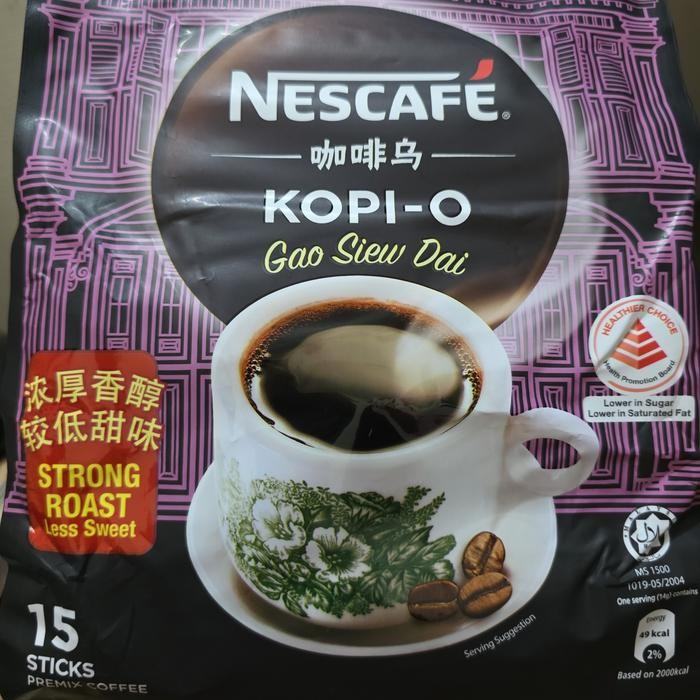 NESCAFÉ®
咖啡乌
KOPI-O
Gao Siew Dai
HEALTHIER CHOICE
Health Promotion Board
Lower in Sugar
Lower in Saturated Fat
浓厚香醇
较低甜味
STRONG
ROAST
Less Sweet
MALAYSIA
حلال
MS 1500
1019-05/2004
One serving (14g) contains
Energy
49 kcal
2%
Based on 2000kcal
Serving Suggestion
15
STICKS
PREMIX COFFEE